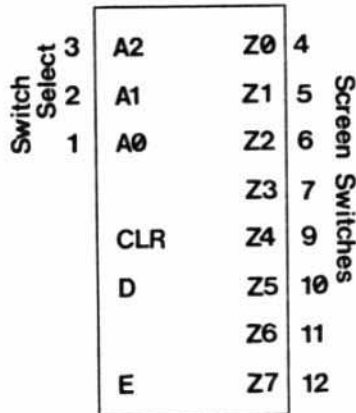 Switch Select
3 A2 Z0 4
2 A1 Z1 5
1 A0 Z2 6
Z3 7
CLR Z4 9
D Z5 10
Z6 11
E Z7 12
Screen Switches